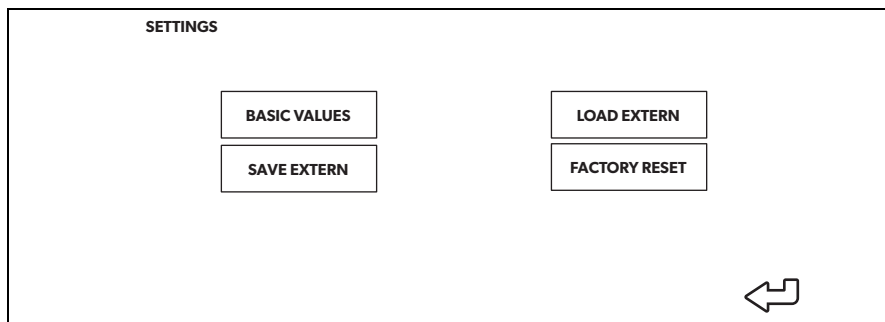 SETTINGS
BASIC VALUES
LOAD EXTERN
SAVE EXTERN
FACTORY RESET